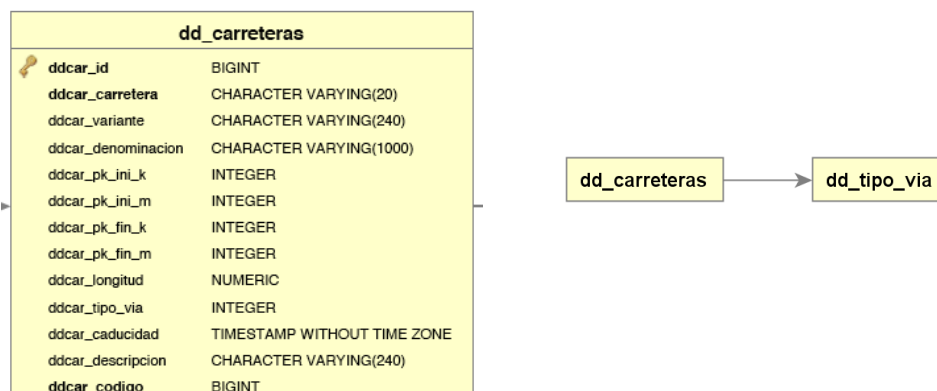 dd_carreteras
ddcar_id BIGINT
ddcar_carretera CHARACTER VARYING(20)
ddcar_variante CHARACTER VARYING(240)
ddcar_denominacion CHARACTER VARYING(1000)
ddcar_pk_ini_k INTEGER
ddcar_pk_ini_m INTEGER
ddcar_pk_fin_k INTEGER
ddcar_pk_fin_m INTEGER
ddcar_longitud NUMERIC
ddcar_tipo_via INTEGER
ddcar_caducidad TIMESTAMP WITHOUT TIME ZONE
ddcar_descripcion CHARACTER VARYING(240)
ddcar_codigo BIGINT
dd_carreteras
dd_tipo_via